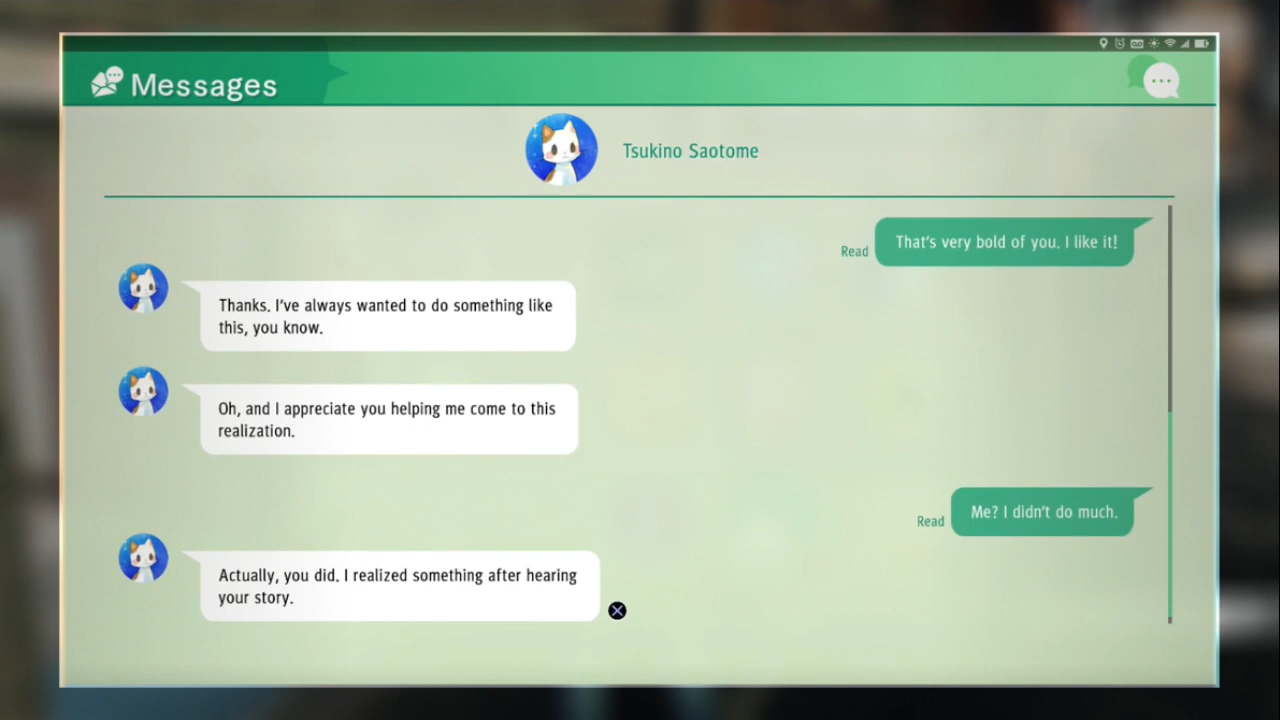 Messages
Tsukino Saotome
That's very bold of you. I like it!
Read
Thanks. I've always wanted to do something like
this, you know.
Oh, and I appreciate you helping me come to this
realization.
Me? I didn't do much.
Read
Actually, you did. I realized something after hearing
your story.